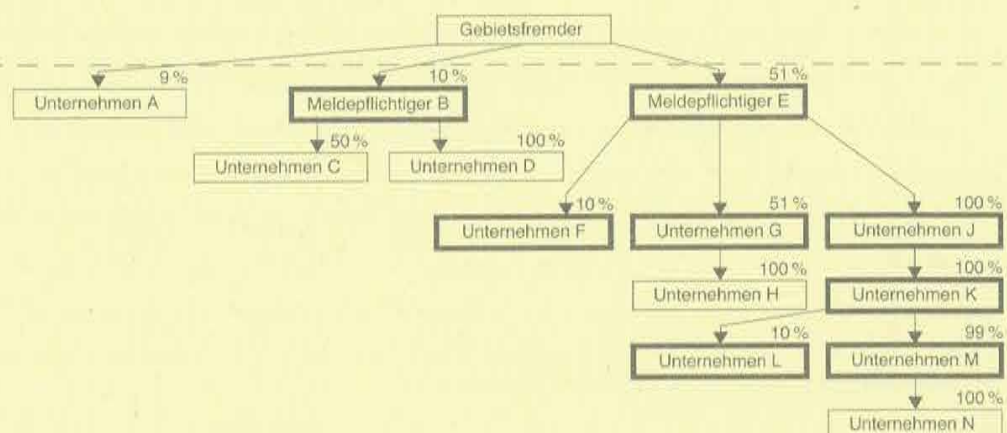 Gebietsfremder
9 % 10 % 51 %
Unternehmen A Meldepflichtiger B Meldepflichtiger E
50 % 100 %
Unternehmen C Unternehmen D
10 % 51 % 100 %
Unternehmen F Unternehmen G Unternehmen J
100 % 100 %
Unternehmen H Unternehmen K
10 % 99 %
Unternehmen L Unternehmen M
100 %
Unternehmen N